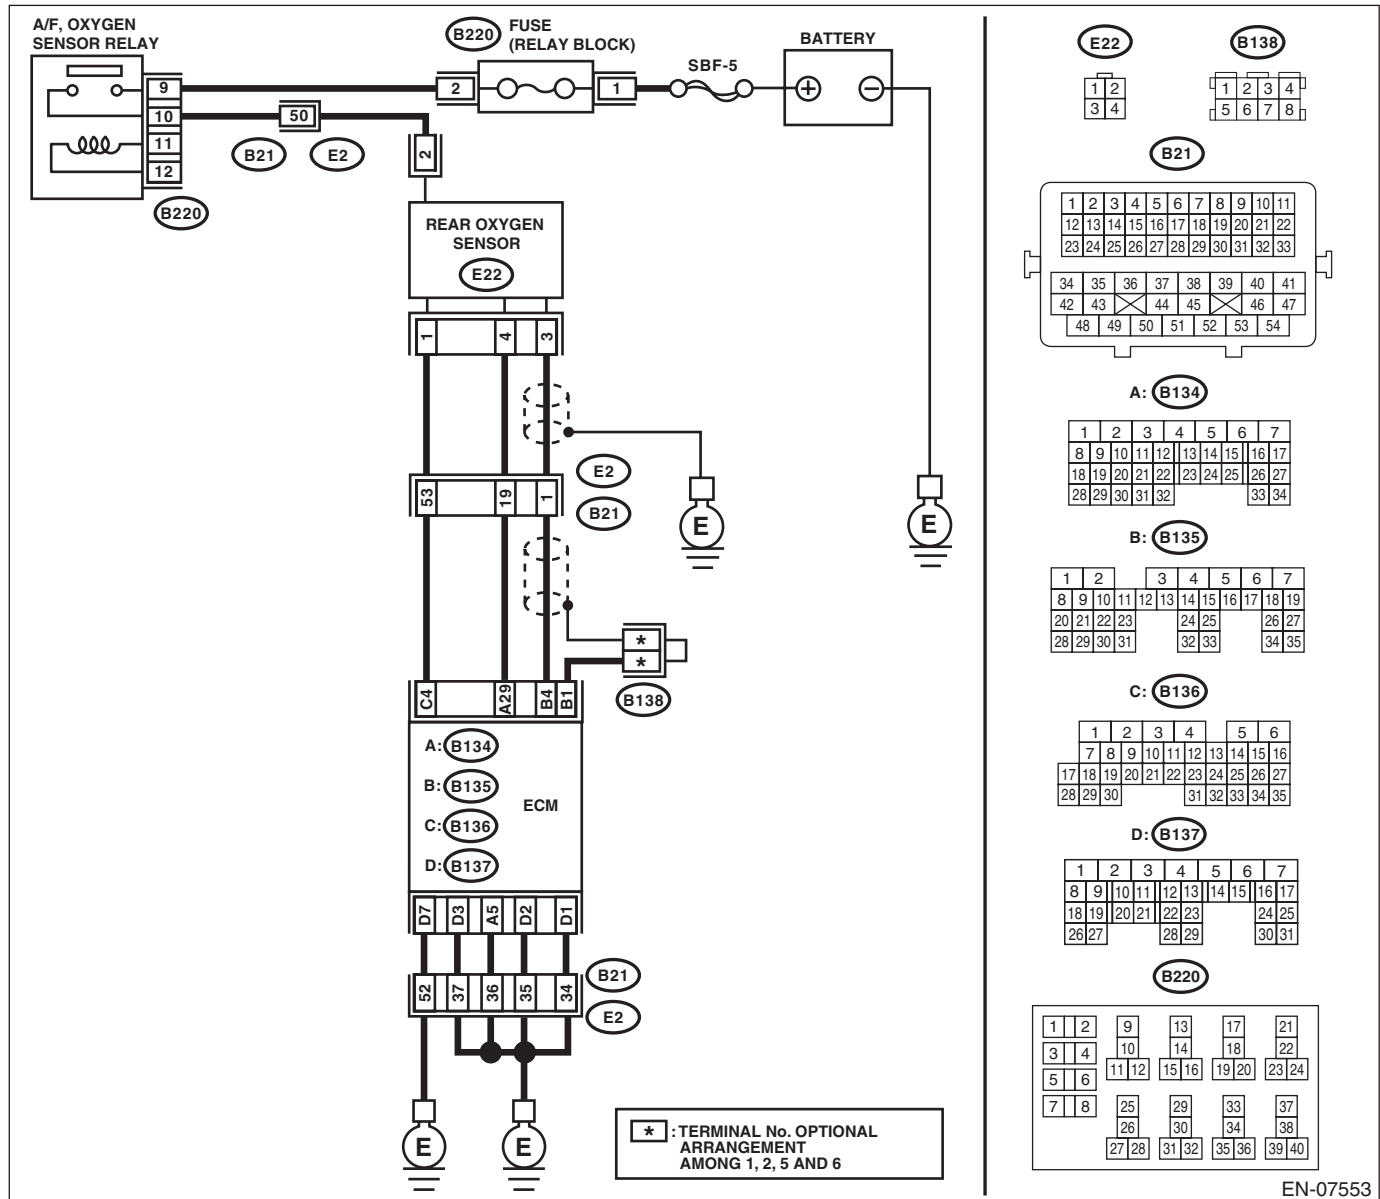 A/F, OXYGEN
SENSOR RELAY
B220
FUSE
(RELAY BLOCK)
BATTERY
SBF-5
9
10
11
12
B220
50
B21
E2
2
1
2
REAR OXYGEN
SENSOR
E22
1 4 3
E2
B21
53 19 1
E
E
*
*
B138
C4 A29 B4 B1
A: B134
B: B135
C: B136
D: B137
ECM
D7 D3 A5 D2 D1
B21
E2
52 37 36 35 34
E
E
* : TERMINAL No. OPTIONAL
ARRANGEMENT
AMONG 1, 2, 5 AND 6
E22
1 2
3 4
B138
1 2 3 4
5 6 7 8
B21
1 2 3 4 5 6 7 8 9 10 11
12 13 14 15 16 17 18 19 20 21 22
23 24 25 26 27 28 29 30 31 32 33
34 35 36 37 38 39 40 41
42 43 44 45 46 47
48 49 50 51 52 53 54
A: B134
1 2 3 4 5 6 7
8 9 10 11 12 13 14 15 16 17
18 19 20 21 22 23 24 25 26 27
28 29 30 31 32 33 34
B: B135
1 2 3 4 5 6 7
8 9 10 11 12 13 14 15 16 17 18 19
20 21 22 23 24 25 26 27
28 29 30 31 32 33 34 35
C: B136
1 2 3 4 5 6
7 8 9 10 11 12 13 14 15 16
17 18 19 20 21 22 23 24 25 26 27
28 29 30 31 32 33 34 35
D: B137
1 2 3 4 5 6 7
8 9 10 11 12 13 14 15 16 17
18 19 20 21 22 23 24 25
26 27 28 29 30 31
B220
1 2 9 13 17 21
3 4 10 14 18 22
5 6 11 12 15 16 19 20 23 24
7 8 25 29 33 37
26 30 34 38
27 28 31 32 35 36 39 40
EN-07553